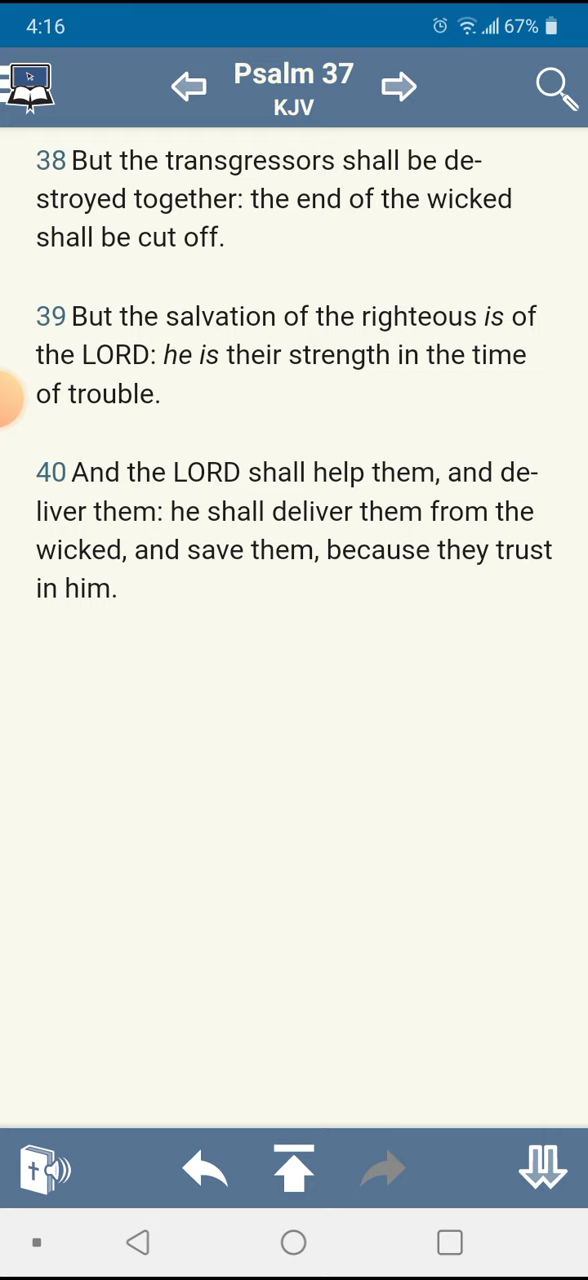 4:16
67%
Psalm 37
KJV
38 But the transgressors shall be de-
stroyed together: the end of the wicked
shall be cut off.
39 But the salvation of the righteous is of
the LORD: he is their strength in the time
of trouble.
40 And the LORD shall help them, and de-
liver them: he shall deliver them from the
wicked, and save them, because they trust
in him.